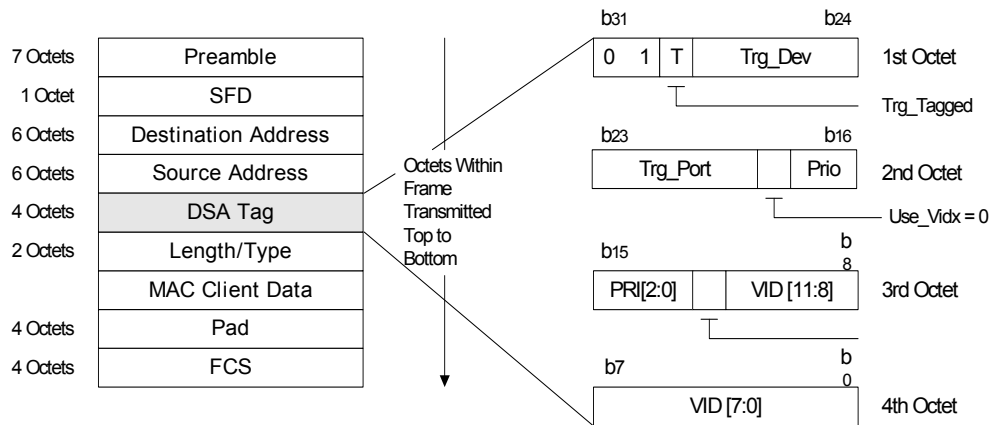 7 Octets Preamble
1 Octet SFD
6 Octets Destination Address
6 Octets Source Address
4 Octets DSA Tag
2 Octets Length/Type
MAC Client Data
4 Octets Pad
4 Octets FCS
Octets Within
Frame
Transmitted
Top to
Bottom
b31 b24
0 1 T Trg_Dev 1st Octet
Trg_Tagged
b23 b16
Trg_Port Prio 2nd Octet
Use_Vidx = 0
b15 b
8
PRI[2:0] VID [11:8] 3rd Octet
b7 b
0
VID [7:0] 4th Octet